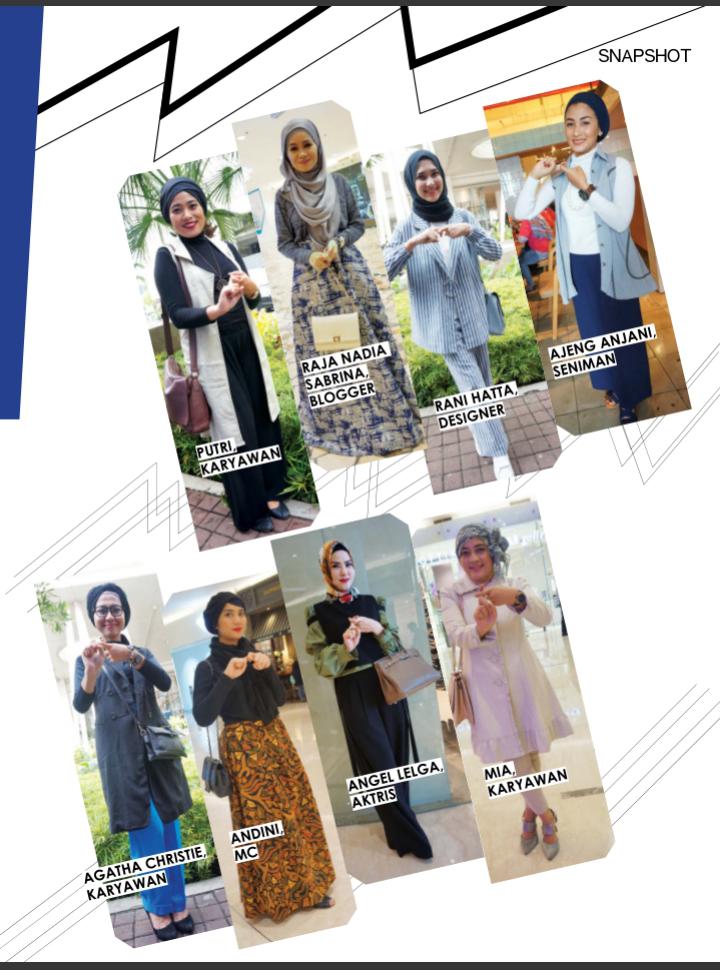 SNAPSHOT
PUTRI,
KARYAWAN
RAJA NADIA
SABRINA,
BLOGGER
RANI HATTA,
DESIGNER
AJENG ANJANI,
SENIMAN
AGATHA CHRISTIE,
KARYAWAN
ANDINI,
MC
ANGEL LELGA,
AKTRIS
MIA,
KARYAWAN